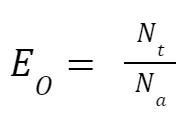 E_O = N_t / N_a